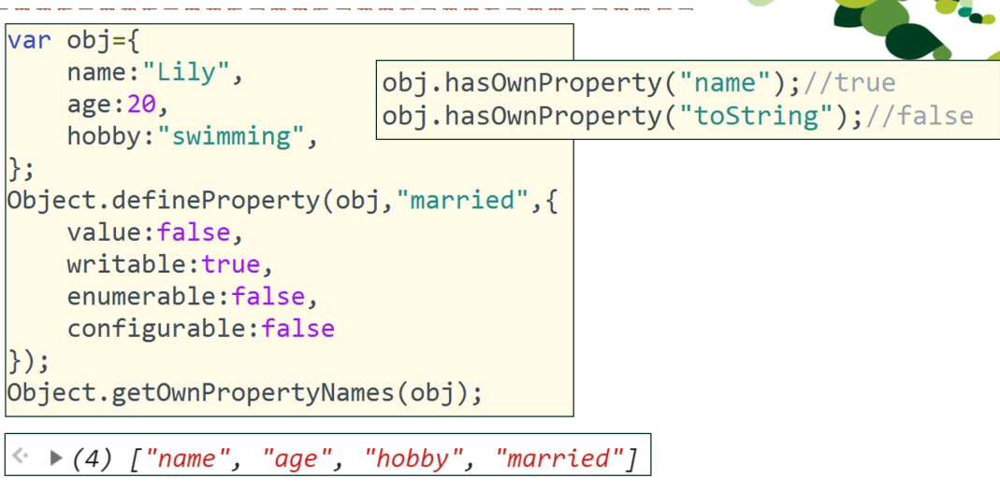 var obj={
    name:"Lily",
    age:20,
    hobby:"swimming",
};
Object.defineProperty(obj,"married",{
    value:false,
    writable:true,
    enumerable:false,
    configurable:false
});
Object.getOwnPropertyNames(obj);
obj.hasOwnProperty("name");//true
obj.hasOwnProperty("toString");//false
(4) ["name", "age", "hobby", "married"]